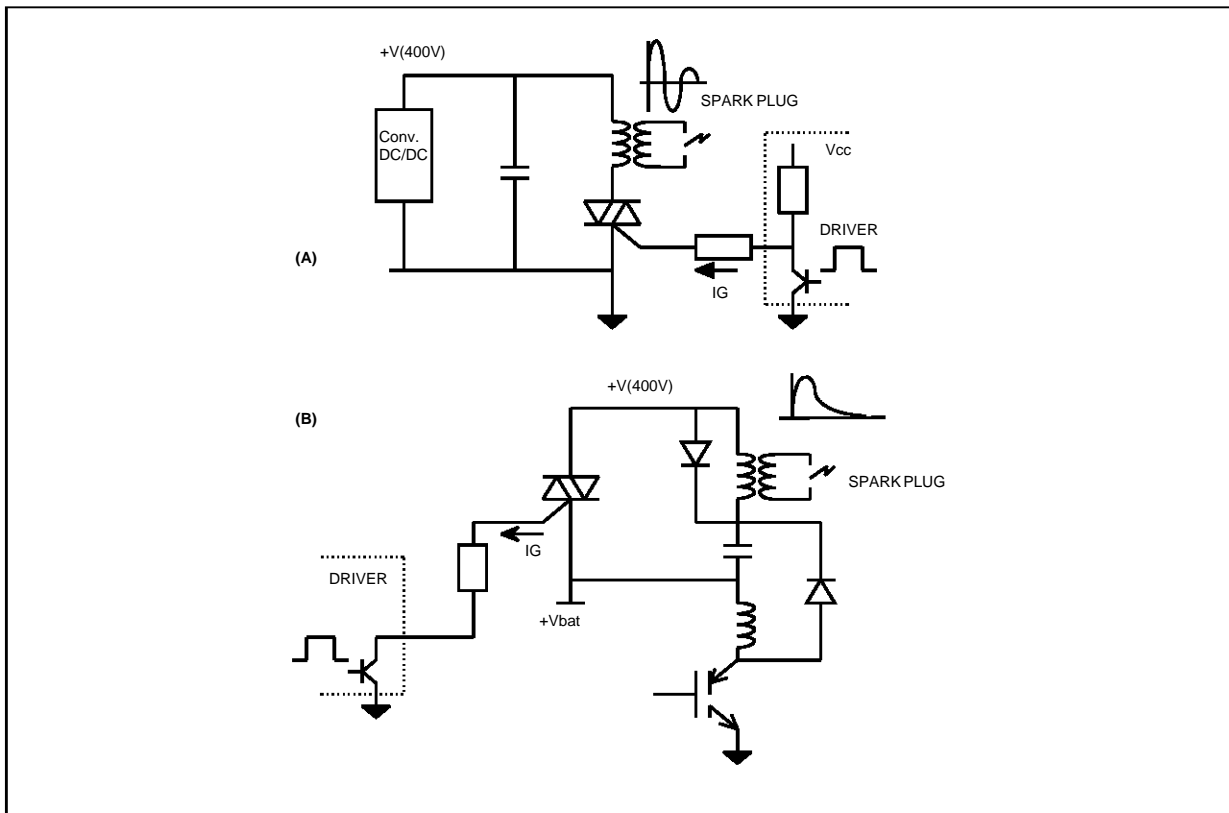 +V(400V)
SPARK PLUG
Conv.
DC/DC
Vcc
DRIVER
(A)
IG
+V(400V)
(B)
SPARK PLUG
IG
DRIVER
+Vbat